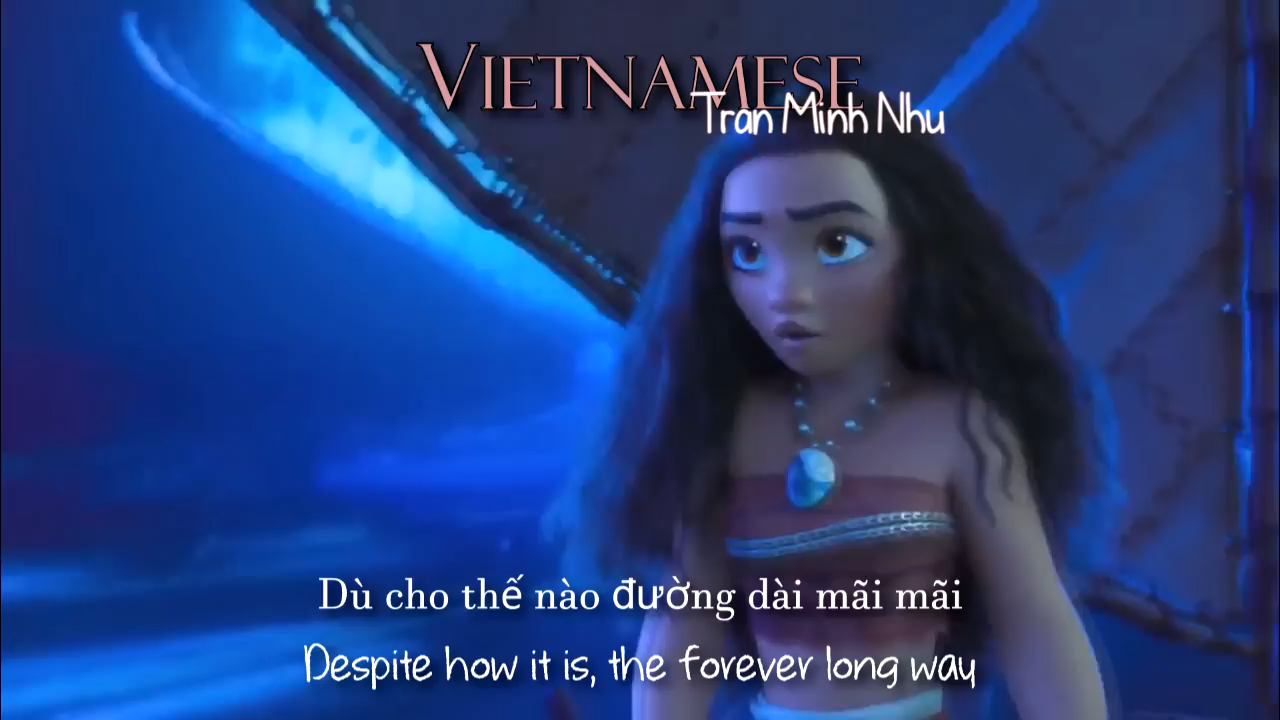 VIETNAMESE
Tran Minh Nhu
Dù cho thế nào đường dài mãi mãi
Despite how it is, the forever long way